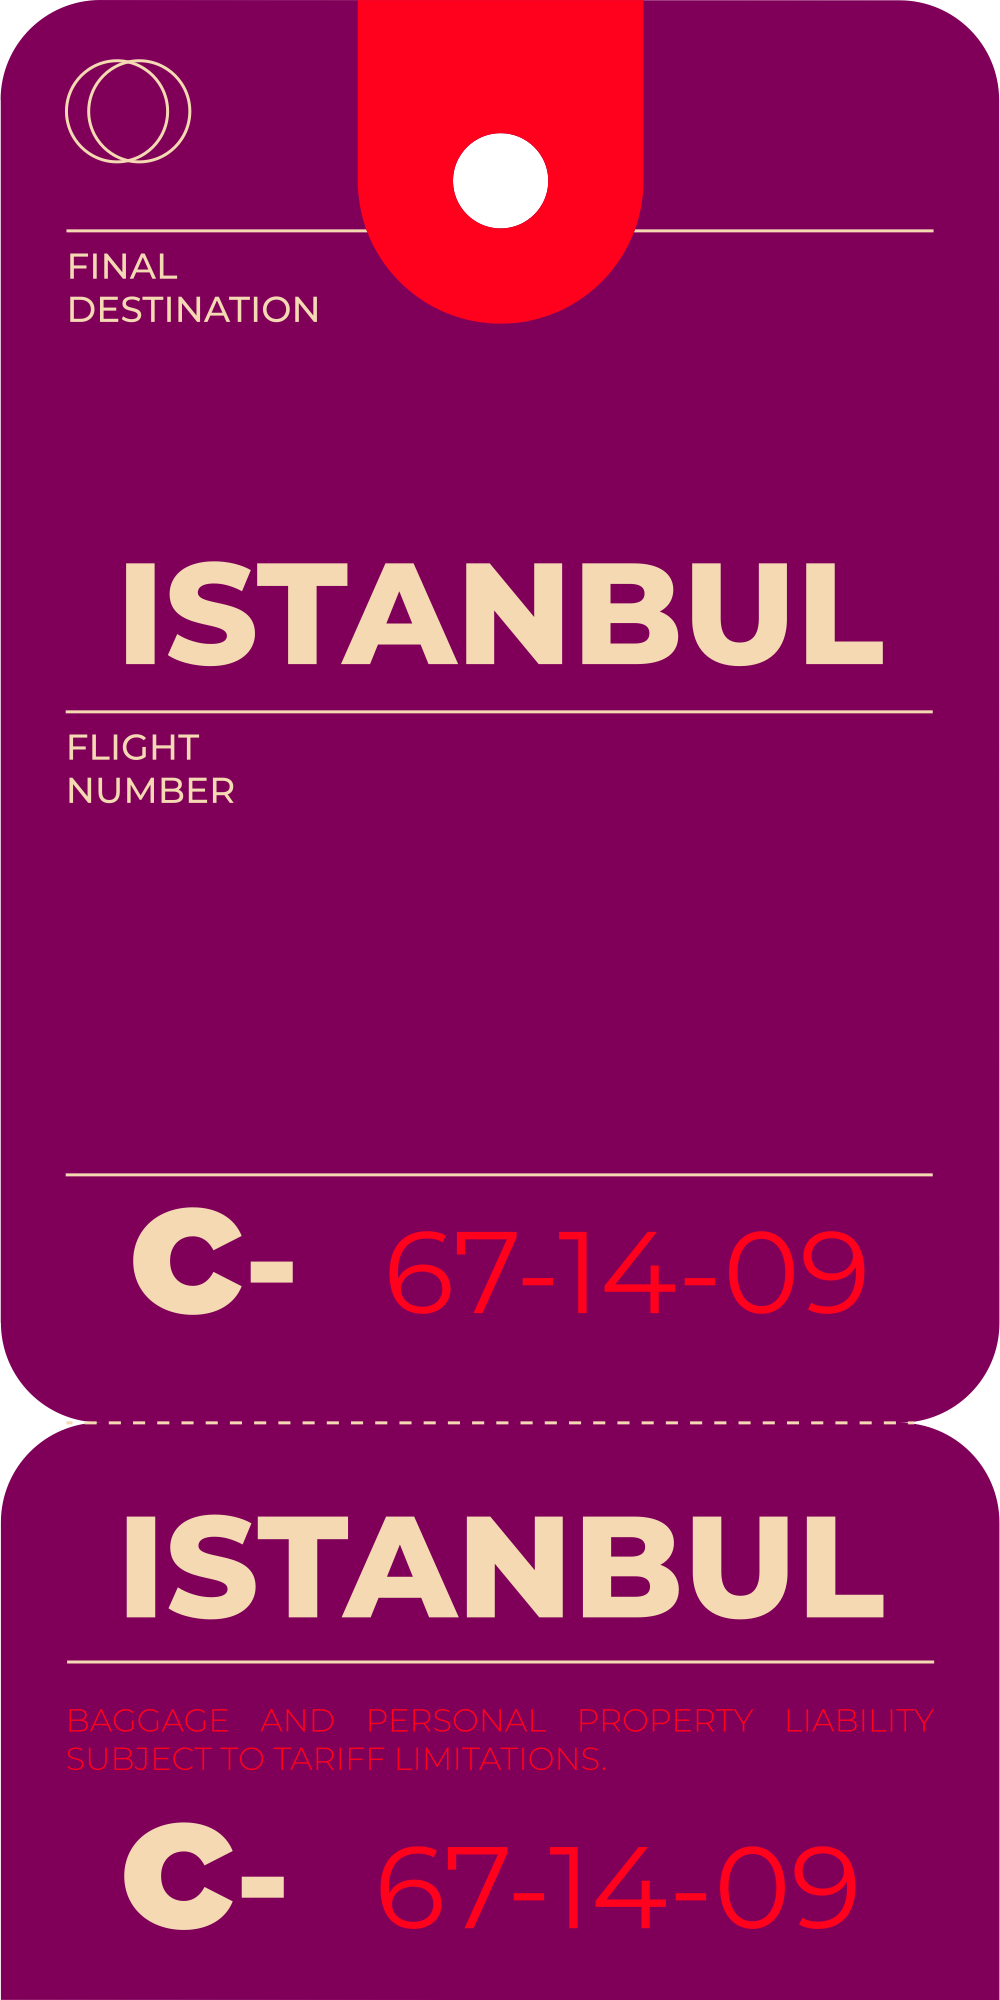 FINAL
DESTINATION
ISTANBUL
FLIGHT
NUMBER
C- 67-14-09
ISTANBUL
BAGGAGE AND PERSONAL PROPERTY LIABILITY
SUBJECT TO TARIFF LIMITATIONS.
C- 67-14-09